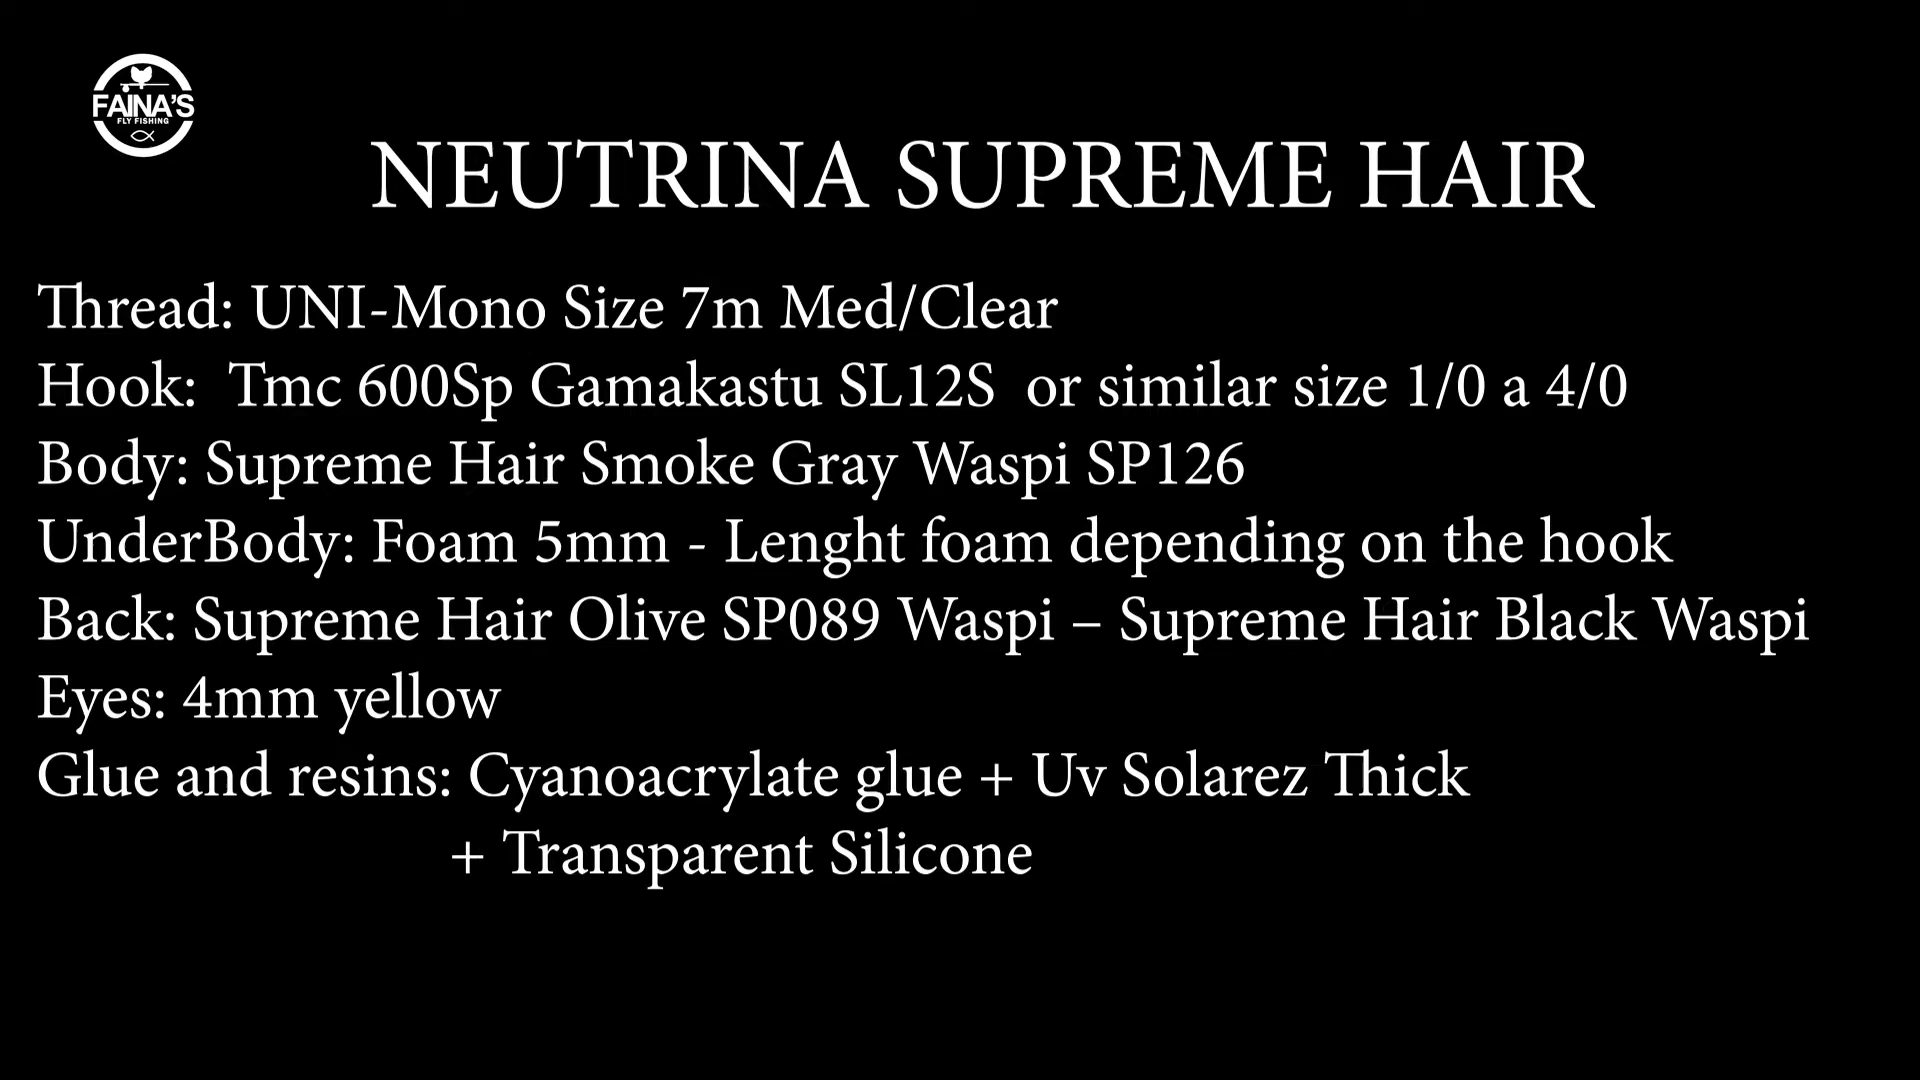 FAINA'S
FLY FISHING
NEUTRINA SUPREME HAIR
Thread: UNI-Mono Size 7m Med/Clear
Hook:  Tmc 600Sp Gamakastu SL12S  or similar size 1/0 a 4/0
Body: Supreme Hair Smoke Gray Waspi SP126
UnderBody: Foam 5mm - Lenght foam depending on the hook
Back: Supreme Hair Olive SP089 Waspi – Supreme Hair Black Waspi
Eyes: 4mm yellow
Glue and resins: Cyanoacrylate glue + Uv Solarez Thick
+ Transparent Silicone